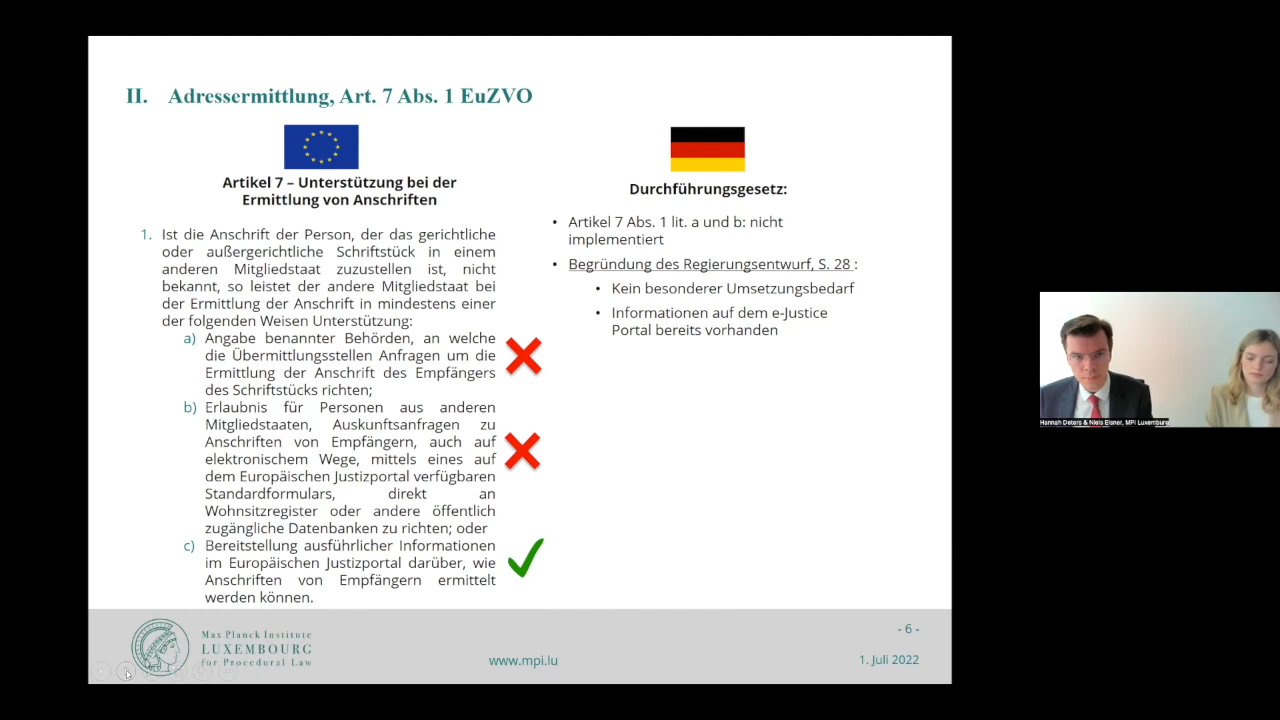 II. Adressermittlung, Art. 7 Abs. 1 EuZVO
Artikel 7 – Unterstützung bei der
Ermittlung von Anschriften
1. Ist die Anschrift der Person, der das gerichtliche
oder außergerichtliche Schriftstück in einem
anderen Mitgliedstaat zuzustellen ist, nicht
bekannt, so leistet der andere Mitgliedstaat bei
der Ermittlung der Anschrift in mindestens einer
der folgenden Weisen Unterstützung:
a) Angabe benannter Behörden, an welche
die Übermittlungsstellen Anfragen um die
Ermittlung der Anschrift des Empfängers
des Schriftstücks richten;
b) Erlaubnis für Personen aus anderen
Mitgliedstaaten, Auskunftsanfragen zu
Anschriften von Empfängern, auch auf
elektronischem Wege, mittels eines auf
dem Europäischen Justizportal verfügbaren
Standardformulars, direkt an
Wohnsitzregister oder andere öffentlich
zugängliche Datenbanken zu richten; oder
c) Bereitstellung ausführlicher Informationen
im Europäischen Justizportal darüber, wie
Anschriften von Empfängern ermittelt
werden können.
Durchführungsgesetz:
• Artikel 7 Abs. 1 lit. a und b: nicht
implementiert
• Begründung des Regierungsentwurf, S. 28 :
• Kein besonderer Umsetzungsbedarf
• Informationen auf dem e-Justice
Portal bereits vorhanden
Hannah Deters & Niels Elsner, MPI Luxemburg
Max Planck Institute
LUXEMBOURG
for Procedural Law
www.mpi.lu
- 6 -
1. Juli 2022